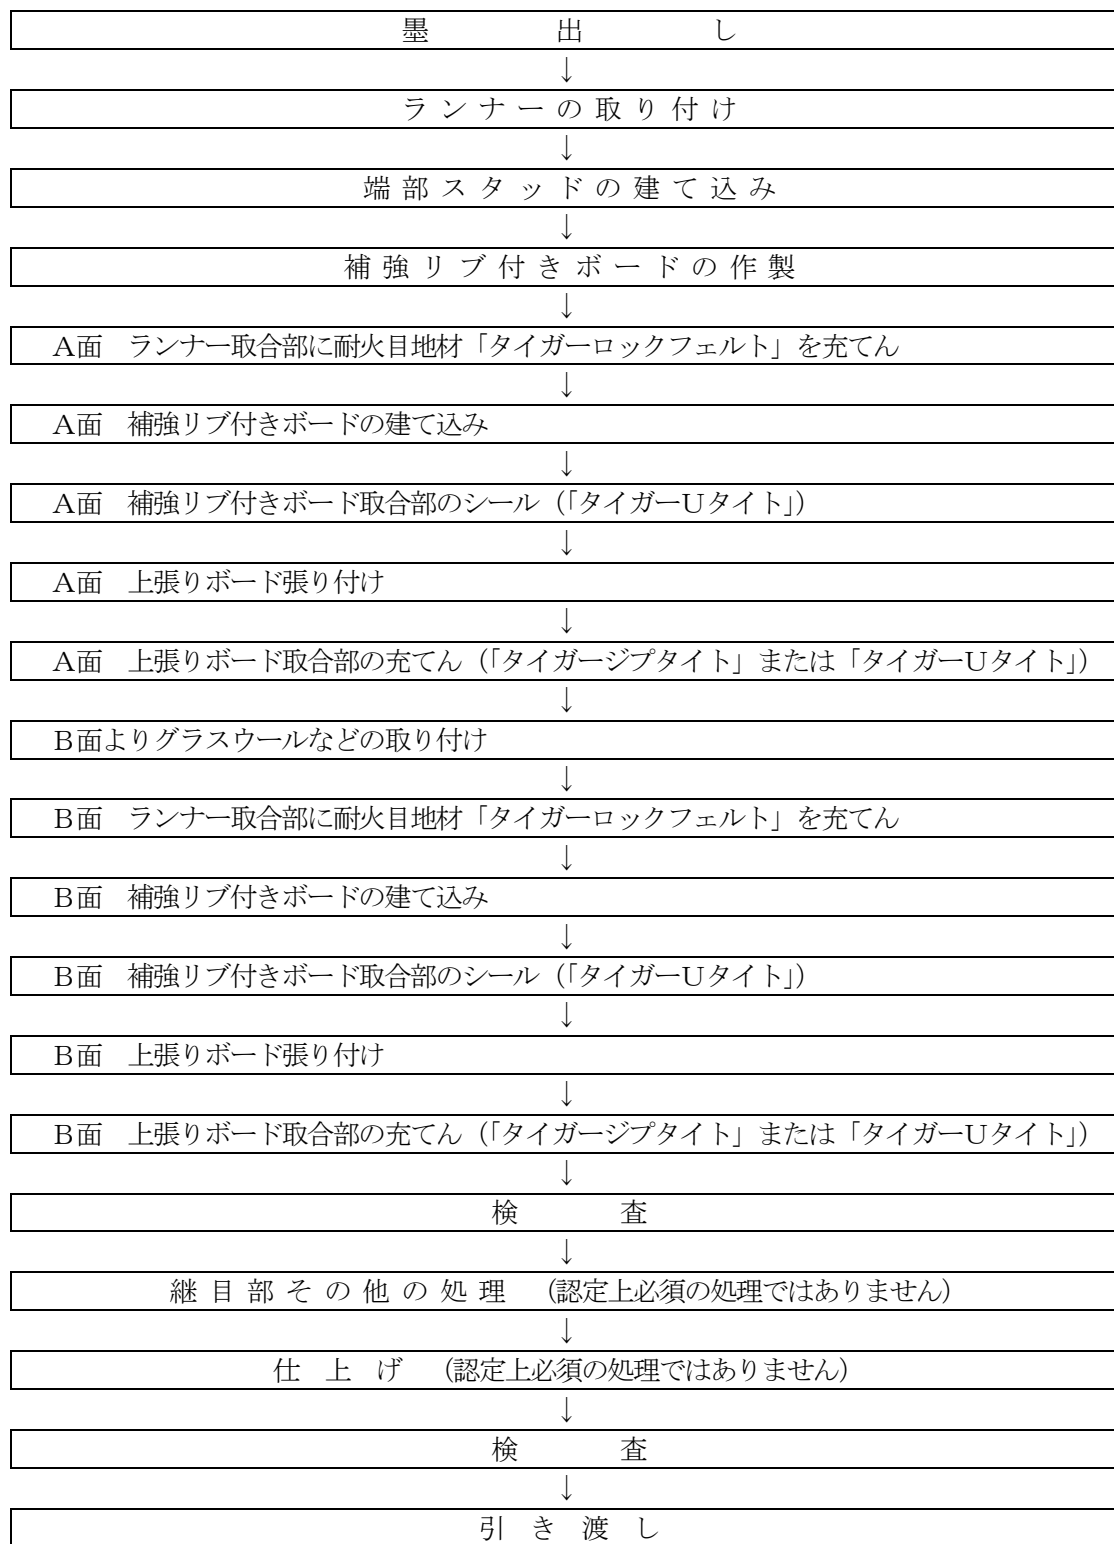 墨出し
↓
ランナーの取り付け
↓
端部スタッドの建て込み
↓
補強リブ付きボードの作製
↓
A面　ランナー取合部に耐火目地材「タイガーロックフェルト」を充てん
↓
A面　補強リブ付きボードの建て込み
↓
A面　補強リブ付きボード取合部のシール（「タイガーUタイト」）
↓
A面　上張りボード張り付け
↓
A面　上張りボード取合部の充てん（「タイガージプタイト」または「タイガーUタイト」）
↓
B面よりグラスウールなどの取り付け
↓
B面　ランナー取合部に耐火目地材「タイガーロックフェルト」を充てん
↓
B面　補強リブ付きボードの建て込み
↓
B面　補強リブ付きボード取合部のシール（「タイガーUタイト」）
↓
B面　上張りボード張り付け
↓
B面　上張りボード取合部の充てん（「タイガージプタイト」または「タイガーUタイト」）
↓
検査
↓
継目部その他の処理　（認定上必須の処理ではありません）
↓
仕上げ　（認定上必須の処理ではありません）
↓
検査
↓
引き渡し